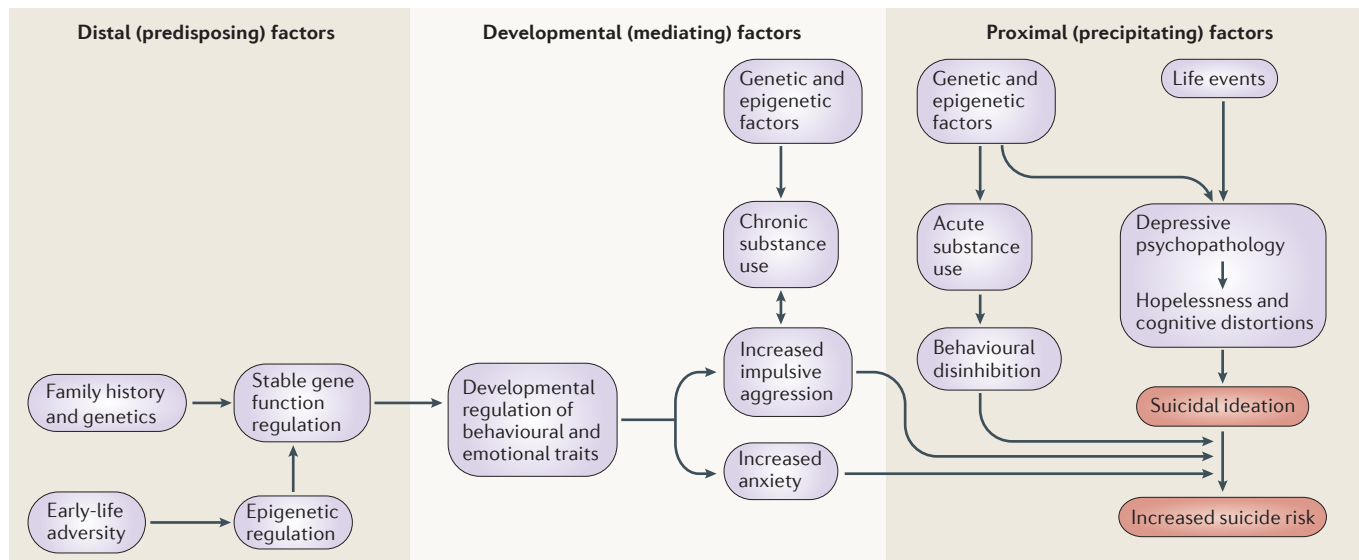 Distal (predisposing) factors
Developmental (mediating) factors
Proximal (precipitating) factors
Family history
and genetics
Stable gene
function
regulation
Early-life
adversity
Epigenetic
regulation
Developmental
regulation of
behavioural and
emotional traits
Genetic and
epigenetic
factors
Chronic
substance
use
Increased
impulsive
aggression
Increased
anxiety
Genetic and
epigenetic
factors
Acute
substance
use
Behavioural
disinhibition
Life events
Depressive
psychopathology
Hopelessness and
cognitive distortions
Suicidal ideation
Increased suicide risk